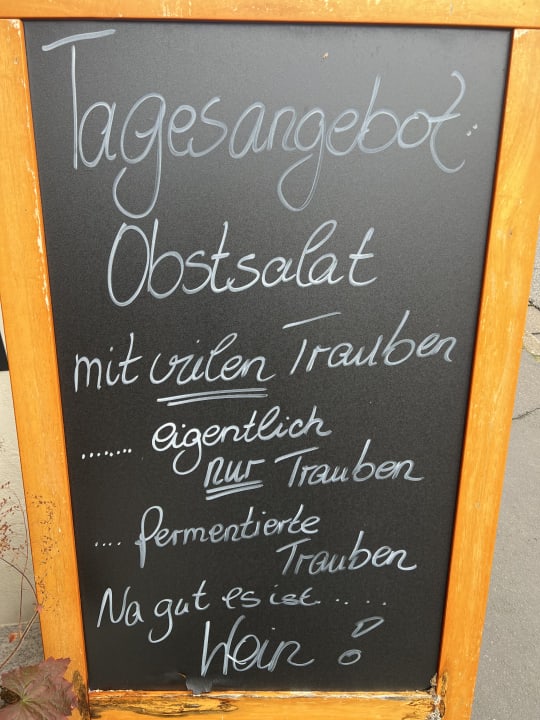 Tagesangebot:
Obstsalat
mit vielen Trauben
....... eigentlich
nur Trauben
.... fermentierte
Trauben
Na gut es ist.....
Wein!